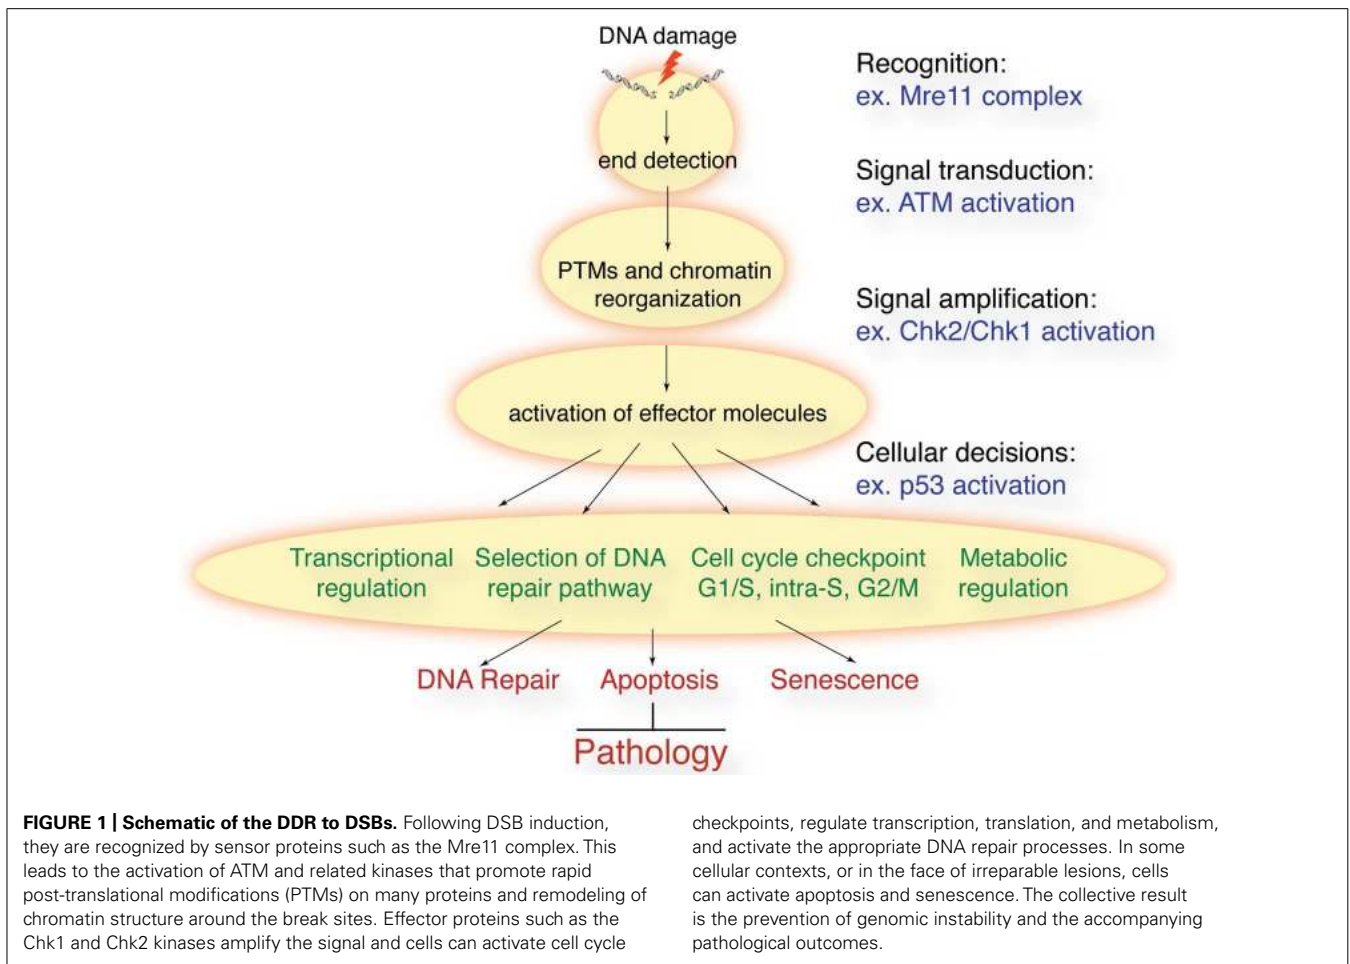 DNA damage
end detection
PTMs and chromatin
reorganization
activation of effector molecules
Recognition:
ex. Mre11 complex
Signal transduction:
ex. ATM activation
Signal amplification:
ex. Chk2/Chk1 activation
Cellular decisions:
ex. p53 activation
Transcriptional
regulation
Selection of DNA
repair pathway
Cell cycle checkpoint
G1/S, intra-S, G2/M
Metabolic
regulation
DNA Repair
Apoptosis
Senescence
Pathology
FIGURE 1 | Schematic of the DDR to DSBs. Following DSB induction,
they are recognized by sensor proteins such as the Mre11 complex. This
leads to the activation of ATM and related kinases that promote rapid
post-translational modifications (PTMs) on many proteins and remodeling of
chromatin structure around the break sites. Effector proteins such as the
Chk1 and Chk2 kinases amplify the signal and cells can activate cell cycle
checkpoints, regulate transcription, translation, and metabolism,
and activate the appropriate DNA repair processes. In some
cellular contexts, or in the face of irreparable lesions, cells
can activate apoptosis and senescence. The collective result
is the prevention of genomic instability and the accompanying
pathological outcomes.